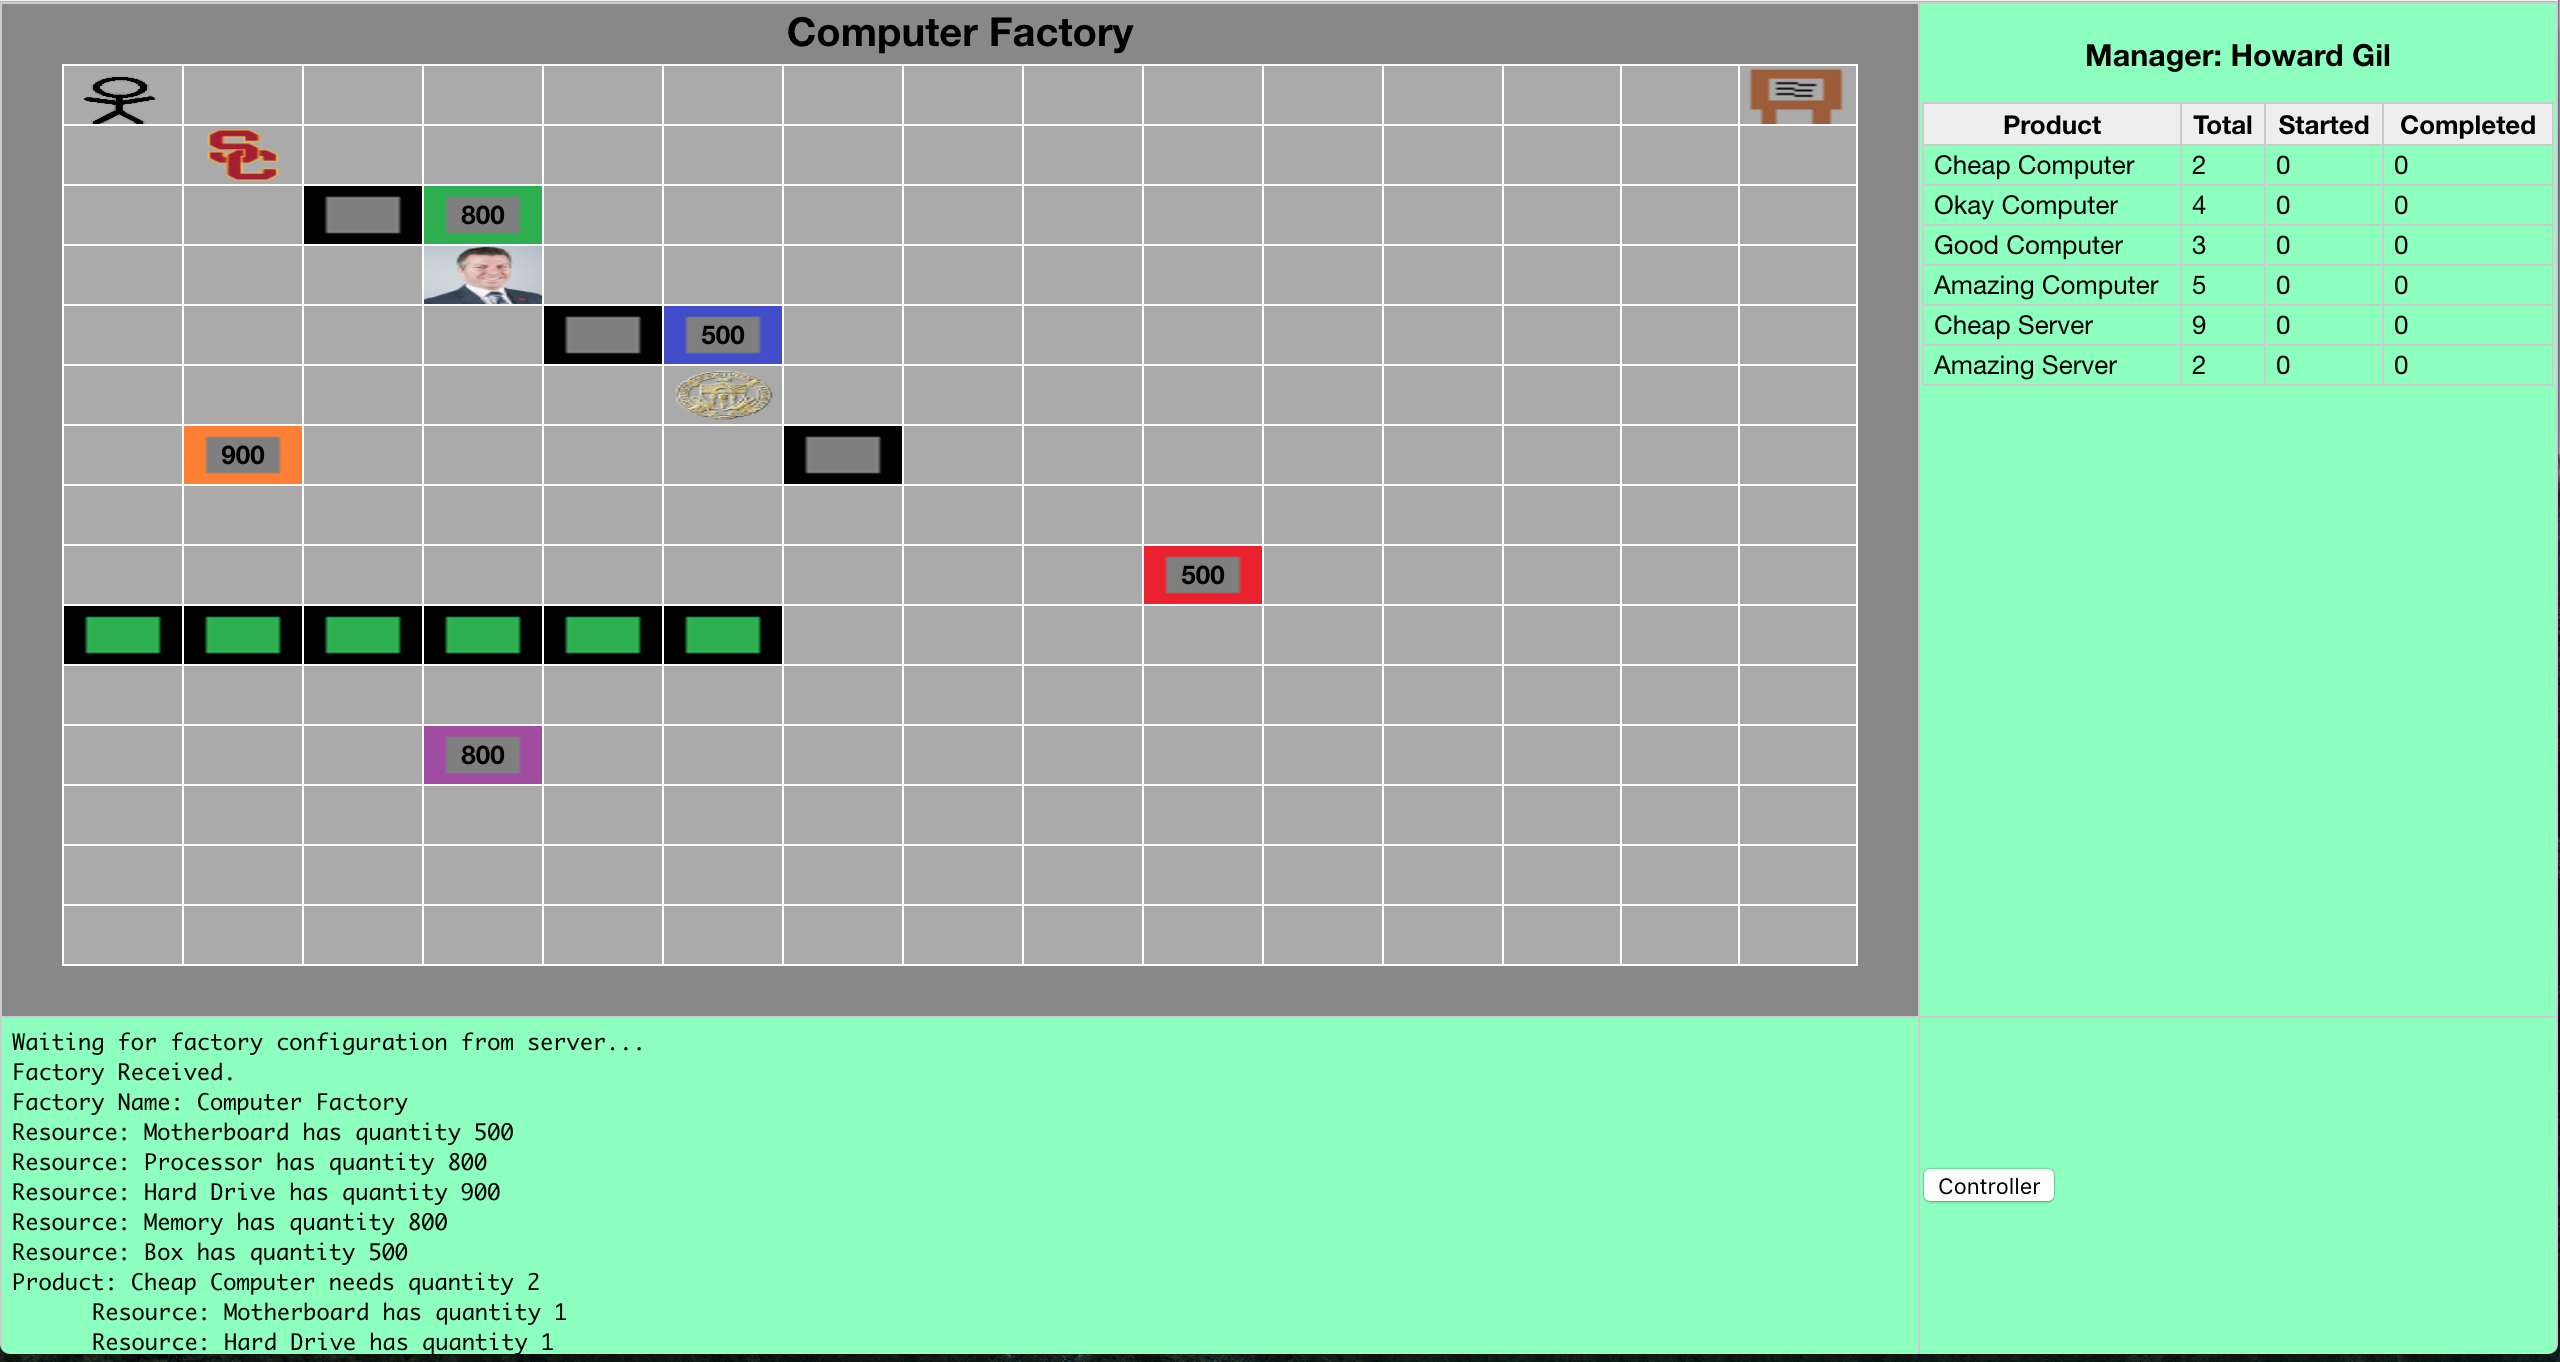 Computer Factory
SC
800
500
900
500
800
Manager: Howard Gil
Product Total Started Completed
Cheap Computer 2 0 0
Okay Computer 4 0 0
Good Computer 3 0 0
Amazing Computer 5 0 0
Cheap Server 9 0 0
Amazing Server 2 0 0
Waiting for factory configuration from server...
Factory Received.
Factory Name: Computer Factory
Resource: Motherboard has quantity 500
Resource: Processor has quantity 800
Resource: Hard Drive has quantity 900
Resource: Memory has quantity 800
Resource: Box has quantity 500
Product: Cheap Computer needs quantity 2
Resource: Motherboard has quantity 1
Resource: Hard Drive has quantity 1
Controller